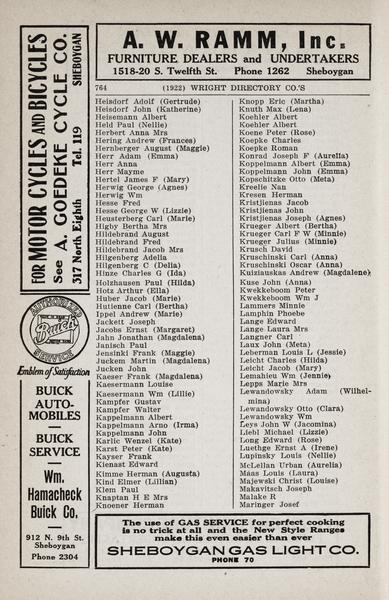 A. W. RAMM, Inc.
FURNITURE DEALERS and UNDERTAKERS
1518-20 S. Twelfth St. Phone 1262 Sheboygan
FOR MOTOR CYCLES AND BICYCLES
See A. GOEDEKE CYCLE CO.
317 North Eighth Tel. 119 SHEBOYGAN
AUTHORIZED
Buick
SERVICE
Emblem of Satisfaction
BUICK
AUTO-
MOBILES
BUICK
SERVICE
Wm.
Hamacheck
Buick Co.
912 N. 9th St.
Sheboygan
Phone 2304
764 (1922) WRIGHT DIRECTORY CO.'S
Heisdorf Adolf (Gertrude)
Heisdorf John (Katherine)
Heisemann Albert
Held Paul (Nellie)
Herbert Anna Mrs
Hering Andrew (Frances)
Hernberger August (Maggie)
Herr Adam (Emma)
Herr Anna
Herr Mayme
Hertel James F (Mary)
Herwig George (Agnes)
Herwig Wm
Hesse Fred
Hesse George W (Lizzie)
Heusterberg Carl (Marie)
Higby Bertha Mrs
Hildebrand August
Hildebrand Fred
Hildebrand Jacob Mrs
Hilgenberg Adelia
Hilgenberg C (Delia)
Hinze Charles G (Ida)
Holzhausen Paul (Hilda)
Hotz Arthur (Ella)
Huber Jacob (Marie)
Hutienne Carl (Bertha)
Ippel Andrew (Marie)
Jackett Joseph
Jacobs Ernst (Margaret)
Jahn Jonathan (Magdalena)
Janisch Paul
Jensinki Frank (Maggie)
Juckem Martin (Magdalena)
Jucken John
Kaeser Frank (Magdalena)
Kaesermann Louise
Kaesermann Wm (Lillie)
Kampfer Gustav
Kampfer Walter
Kappelmann Albert
Kappelmann Arno (Irma)
Kappelmann John
Karlic Wenzel (Kate)
Karst Peter (Kate)
Kayser Frank
Kienast Edward
Kimme Herman (Augusta)
Kind Elmer (Lillian)
Klem Paul
Knaptan H E Mrs
Knoener Herman
Knopp Eric (Martha)
Knuth Max (Lena)
Koehler Albert
Koehler Albert
Koene Peter (Rose)
Koepke Charles
Koepke Roman
Konrad Joseph F (Aurelia)
Koppelmann Albert (Emma)
Koppelmann John (Emma)
Kopschitzke Otto (Meta)
Kreelie Nan
Kresen Herman
Kristjenas Jacob
Kristjenas John
Kristjenas Joseph (Agnes)
Krueger Albert (Bertha)
Krueger Carl F W (Minnie)
Krueger Julius (Minnie)
Krusch David
Kruschinski Carl (Anna)
Kruschinski Oscar (Anna)
Kuiziauskas Andrew (Magdalene)
Kuse John (Anna)
Kwekkeboom Peter
Kwekkeboom Wm J
Lammers Minnie
Lamphin Phoebe
Lange Edward
Lange Laura Mrs
Langner Carl
Laux John (Meta)
Leberman Louis L (Jessie)
Leicht Charles (Hilda)
Leicht Jacob (Mary)
Lemahieu Wm (Jennie)
Lepps Marie Mrs
Lewandowsky Adam (Wilhel-
mina)
Lewandowsky Otto (Clara)
Lewandowsky Wm
Leys John W (Jacomina)
Liebl Michael (Lizzie)
Long Edward (Rose)
Luethge Ernst A (Irene)
Lupinsky Louis (Nellie)
McLellan Urban (Aurelia)
Maas Louis (Laura)
Majewski Christ (Louise)
Makavitsch Joseph
Malake R
Maringer Josef
The use of GAS SERVICE for perfect cooking
is no trick at all and the New Style Ranges
make this even easier than ever
SHEBOYGAN GAS LIGHT CO.
PHONE 70